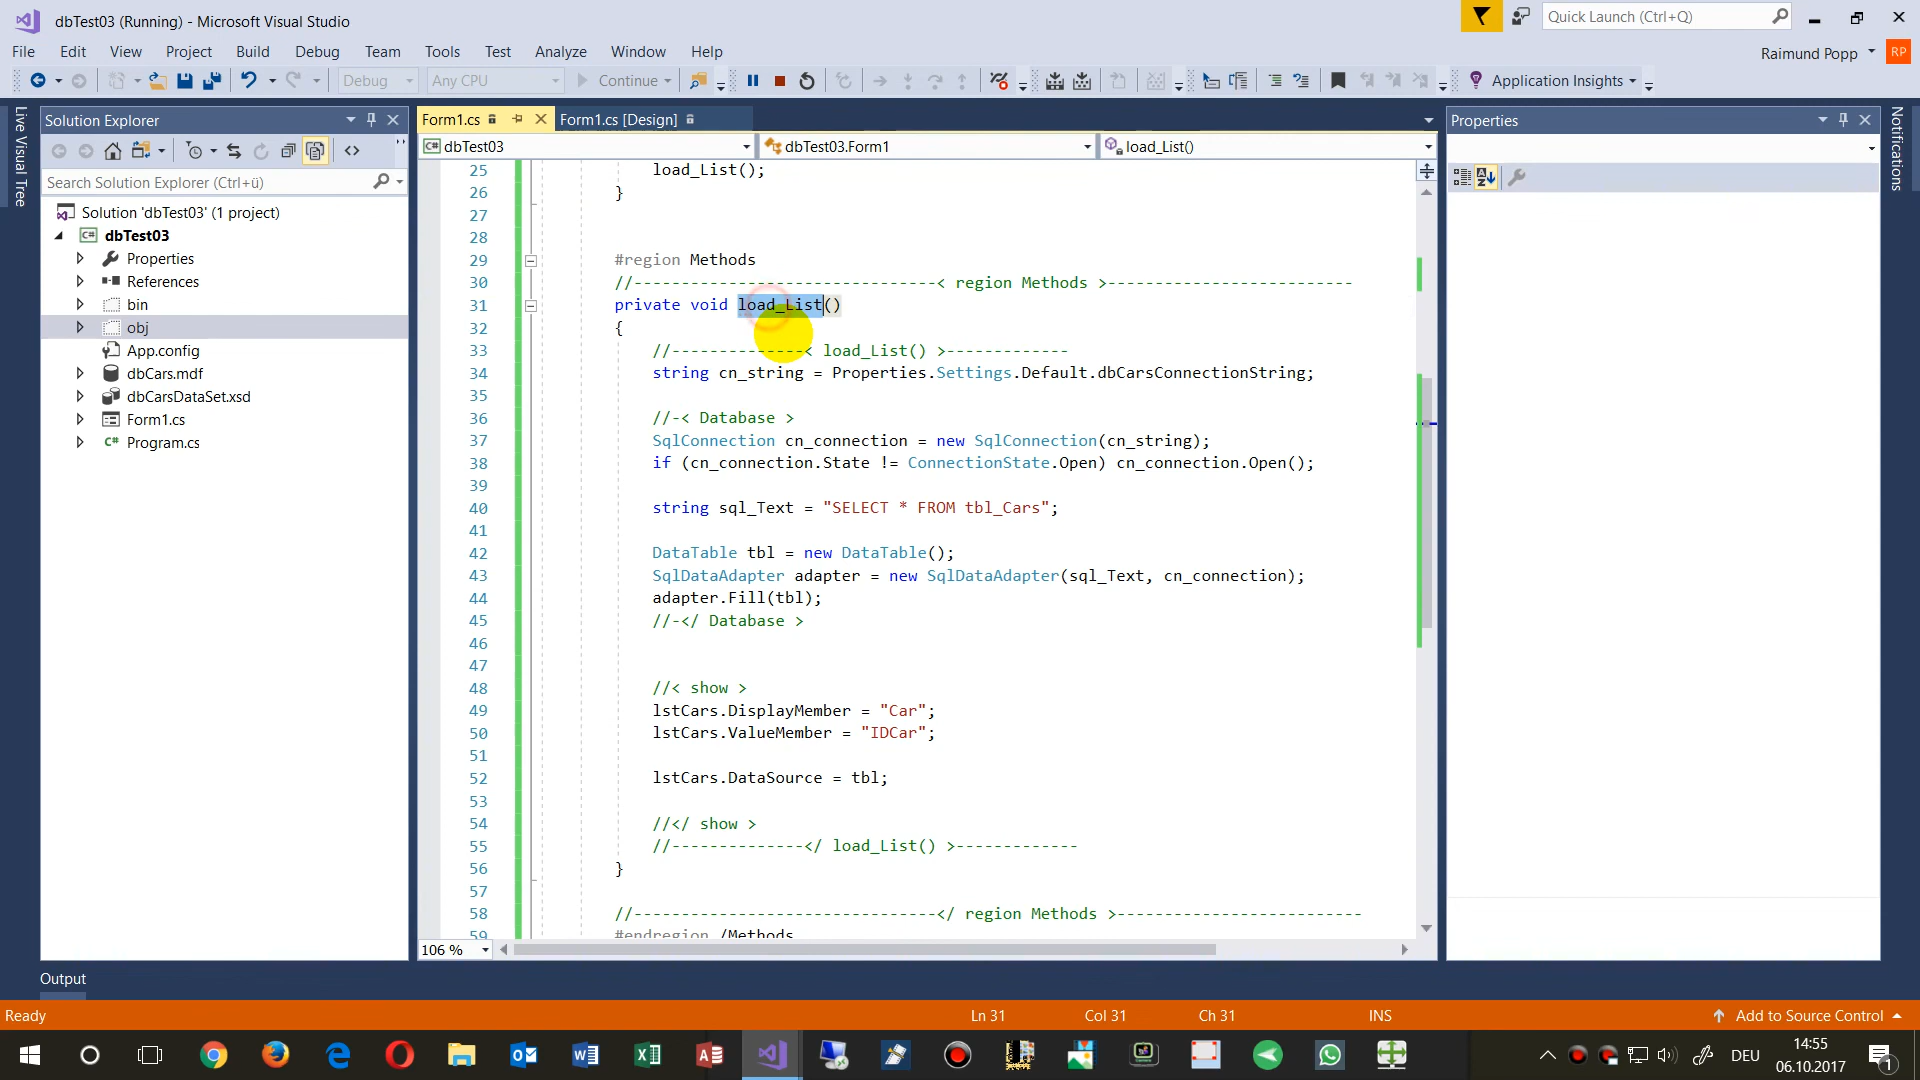 dbTest03 (Running) - Microsoft Visual Studio
Quick Launch (Ctrl+Q)
File Edit View Project Build Debug Team Tools Test Analyze Window Help
Raimund Popp RP
Debug Any CPU Continue Application Insights
Live Visual Tree
Solution Explorer
Search Solution Explorer (Ctrl+ü)
Solution 'dbTest03' (1 project)
C# dbTest03
Properties
References
bin
obj
App.config
dbCars.mdf
dbCarsDataSet.xsd
Form1.cs
C# Program.cs
Form1.cs Form1.cs [Design]
C# dbTest03 dbTest03.Form1 load_List()
25 load_List();
26 }
27
28
29 #region Methods
30 //--------------------------------< region Methods >--------------------------
31 private void load_List()
32 {
33 //--------------< load_List() >-------------
34 string cn_string = Properties.Settings.Default.dbCarsConnectionString;
35
36 //-< Database >
37 SqlConnection cn_connection = new SqlConnection(cn_string);
38 if (cn_connection.State != ConnectionState.Open) cn_connection.Open();
39
40 string sql_Text = "SELECT * FROM tbl_Cars";
41
42 DataTable tbl = new DataTable();
43 SqlDataAdapter adapter = new SqlDataAdapter(sql_Text, cn_connection);
44 adapter.Fill(tbl);
45 //-</ Database >
46
47
48 //< show >
49 lstCars.DisplayMember = "Car";
50 lstCars.ValueMember = "IDCar";
51
52 lstCars.DataSource = tbl;
53
54 //</ show >
55 //--------------</ load_List() >-------------
56 }
57
58 //--------------------------------</ region Methods >--------------------------
59 #endregion /Methods
106 %
Properties
Notifications
Output
Ready Ln 31 Col 31 Ch 31 INS Add to Source Control
DEU
14:55
06.10.2017
1